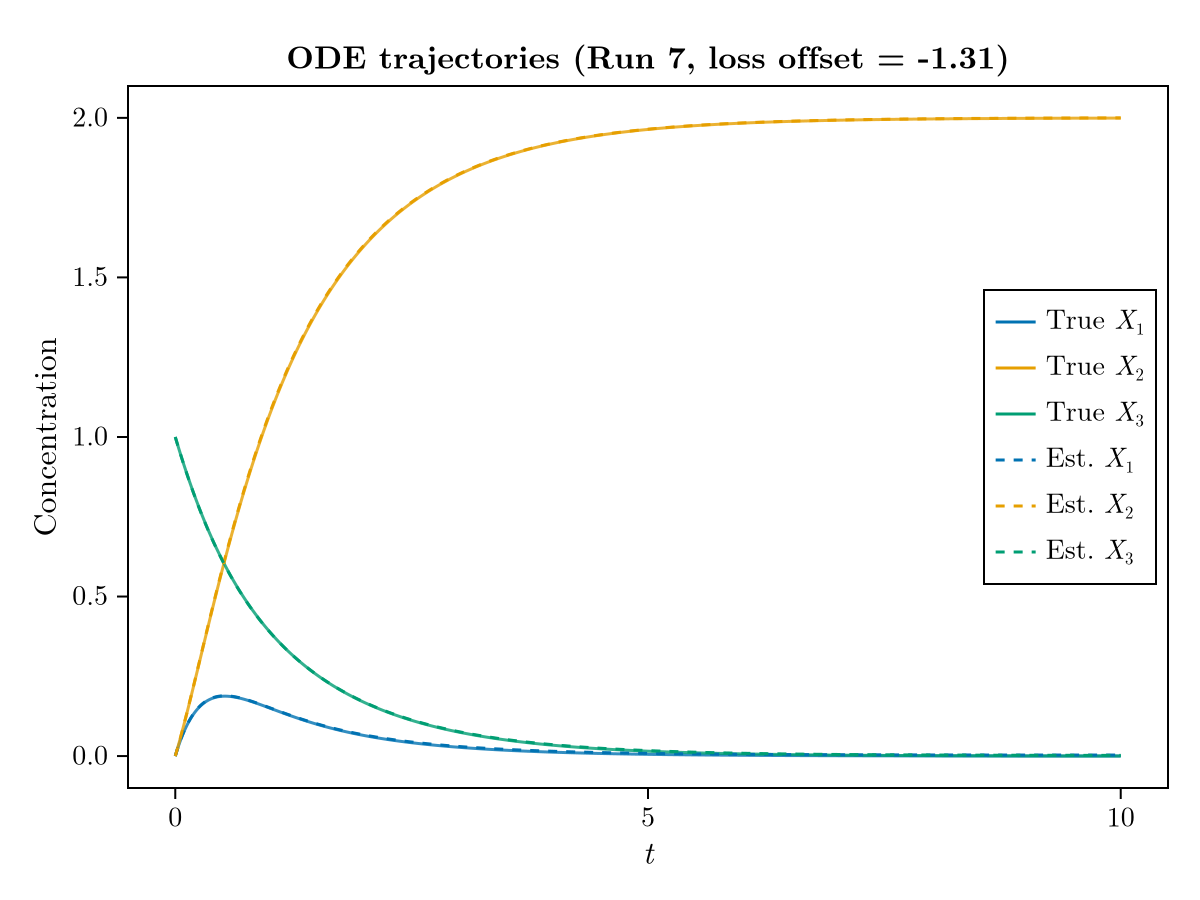 ODE trajectories (Run 7, loss offset = -1.31)
2.0
1.5
1.0
0.5
0.0
Concentration
0
5
10
t
True X₁
True X₂
True X₃
Est. X₁
Est. X₂
Est. X₃